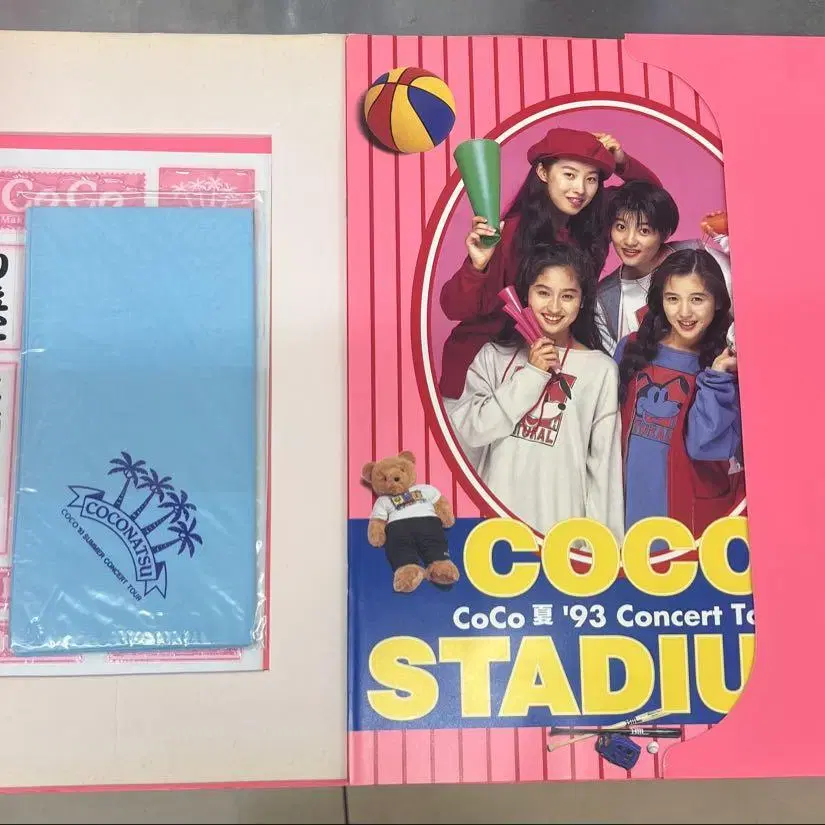 CoCo
COCONATSU
COCO '93 SUMMER CONCERT TOUR
COCO
CoCo 夏 '93 Concert To
STADIU